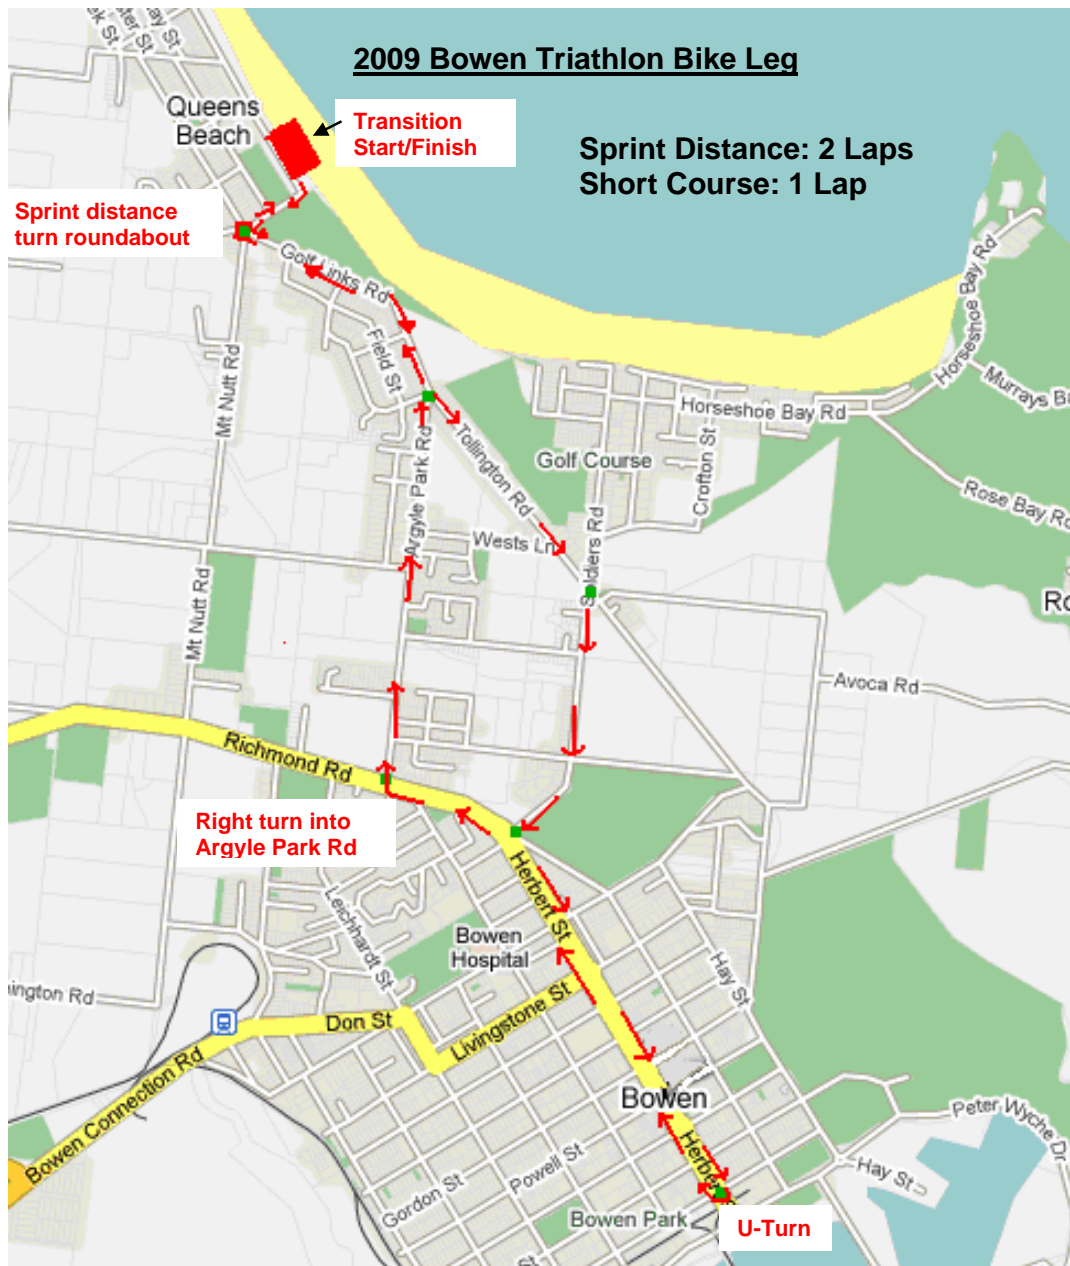 2009 Bowen Triathlon Bike Leg
Queens
Beach
Transition
Start/Finish
Sprint Distance: 2 Laps
Short Course: 1 Lap
Sprint distance
turn roundabout
Golf Links Rd
Horseshoe Bay Rd
Field St
Mt Nutt Rd
Horseshoe Bay Rd
Tollington Rd
Golf Course
Crofton St
Argyle Park Rd
Rose Bay
Wests Ln
Soldiers Rd
Mt Nutt Rd
Avoca Rd
Richmond Rd
Right turn into
Argyle Park Rd
Herbert St
Leichhardt St
Bowen
Hospital
Hay St
Don St
Livingstone St
Bowen Connection Rd
Bowen
Peter Wyche Dr
Herbert
Powell St
Hay St
Gordon St
Bowen Park
U-Turn